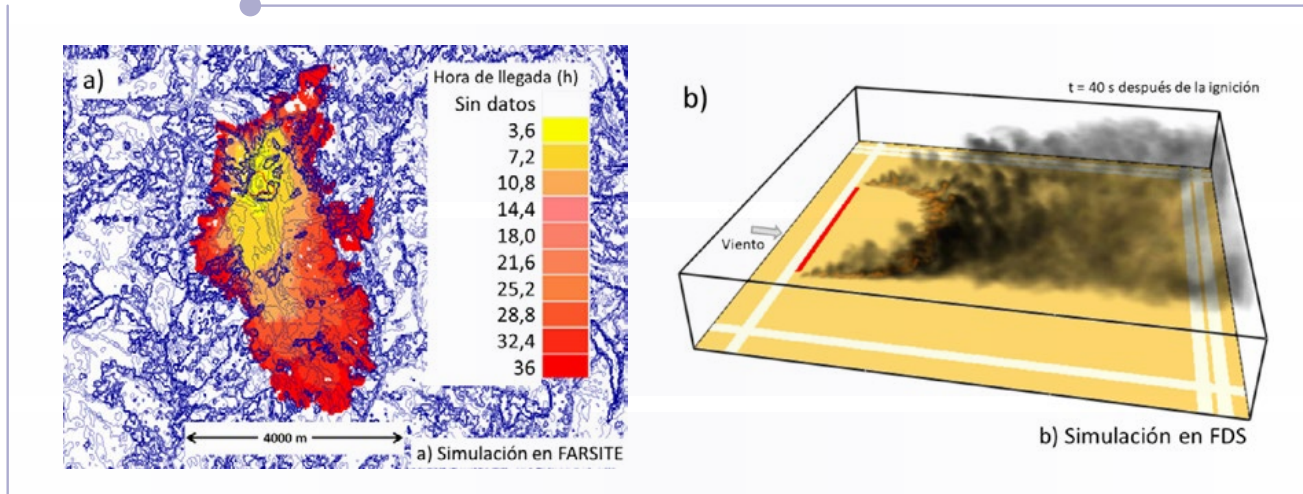 a)
Hora de llegada (h)
Sin datos
3,6
7,2
10,8
14,4
18,0
21,6
25,2
28,8
32,4
36
4000 m
a) Simulación en FARSITE
b)
t = 40 s después de la ignición
Viento
b) Simulación en FDS